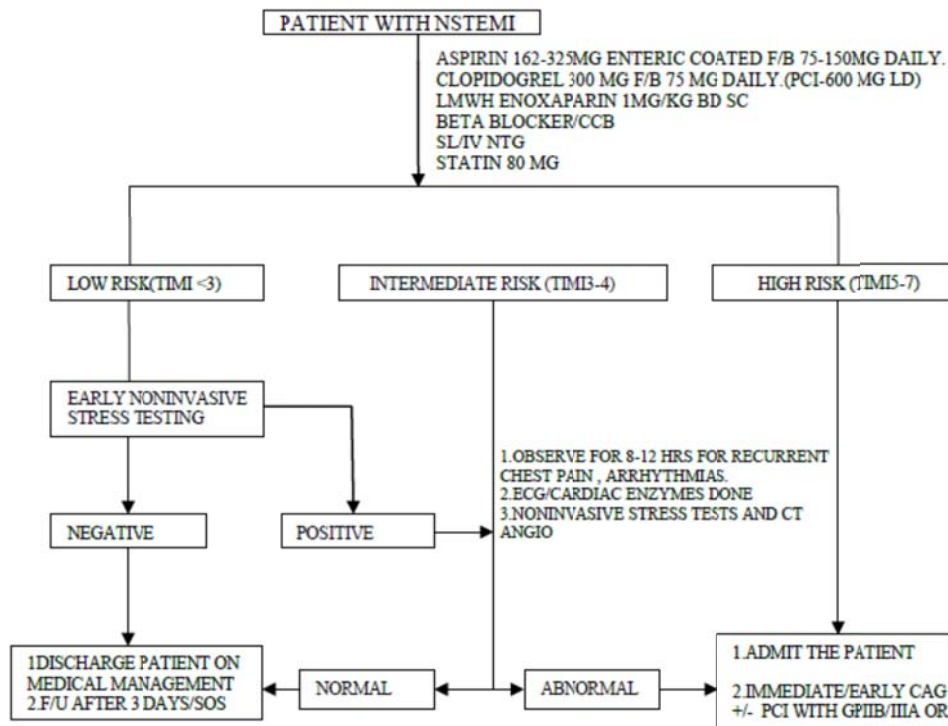 PATIENT WITH NSTEMI
ASPIRIN 162-325MG ENTERIC COATED F/B 75-150MG DAILY.
CLOPIDOGREL 300 MG F/B 75 MG DAILY.(PCI-600 MG LD)
LMWH ENOXAPARIN 1MG/KG BD SC
BETA BLOCKER/CCB
SL/IV NTG
STATIN 80 MG
LOW RISK(TIMI <3)
INTERMEDIATE RISK (TIMI3-4)
HIGH RISK (TIMI5-7)
EARLY NONINVASIVE
STRESS TESTING
1.OBSERVE FOR 8-12 HRS FOR RECURRENT
CHEST PAIN , ARRHYTHMIAS.
2.ECG/CARDIAC ENZYMES DONE
3.NONINVASIVE STRESS TESTS AND CT
ANGIO
NEGATIVE
POSITIVE
1DISCHARGE PATIENT ON
MEDICAL MANAGEMENT
2.F/U AFTER 3 DAYS/SOS
NORMAL
ABNORMAL
1.ADMIT THE PATIENT
2.IMMEDIATE/EARLY CAG
+/- PCI WITH GPIIB/IIIA OR